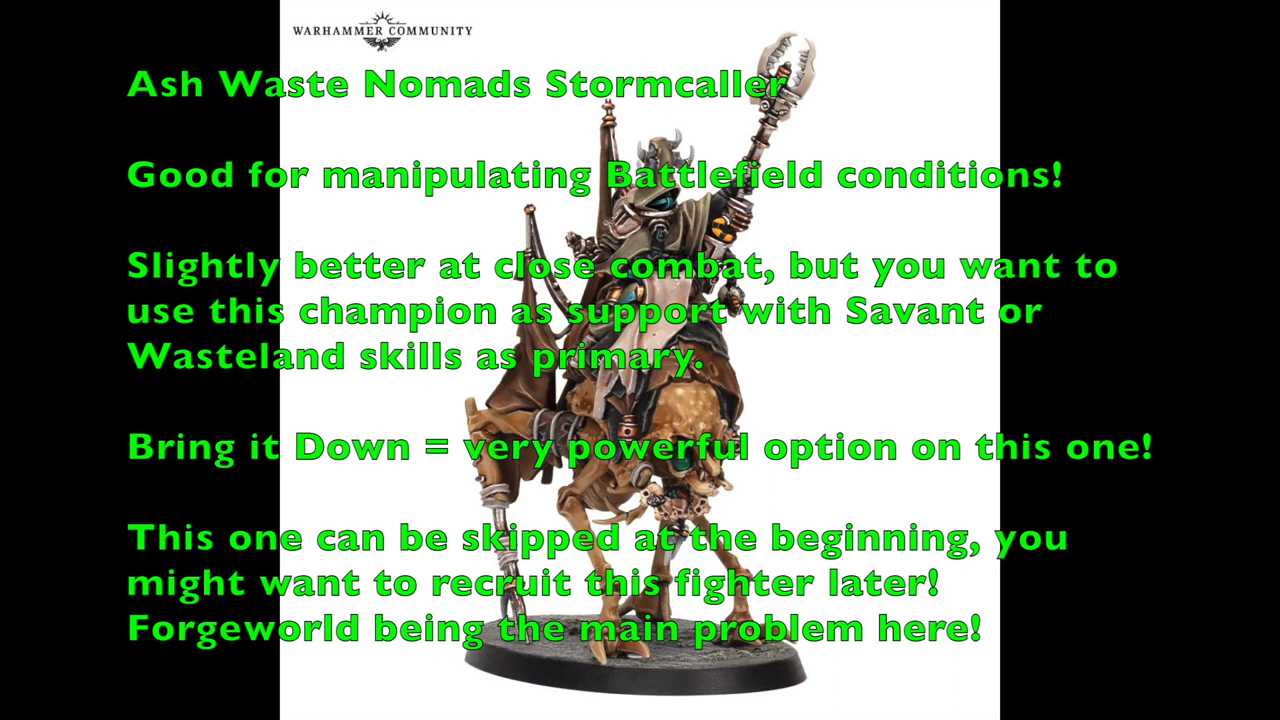 WARHAMMER COMMUNITY
Ash Waste Nomads Stormcaller
Good for manipulating Battlefield conditions!
Slightly better at close combat, but you want to
use this champion as support with Savant or
Wasteland skills as primary.
Bring it Down = very powerful option on this one!
This one can be skipped at the beginning, you
might want to recruit this fighter later!
Forgeworld being the main problem here!